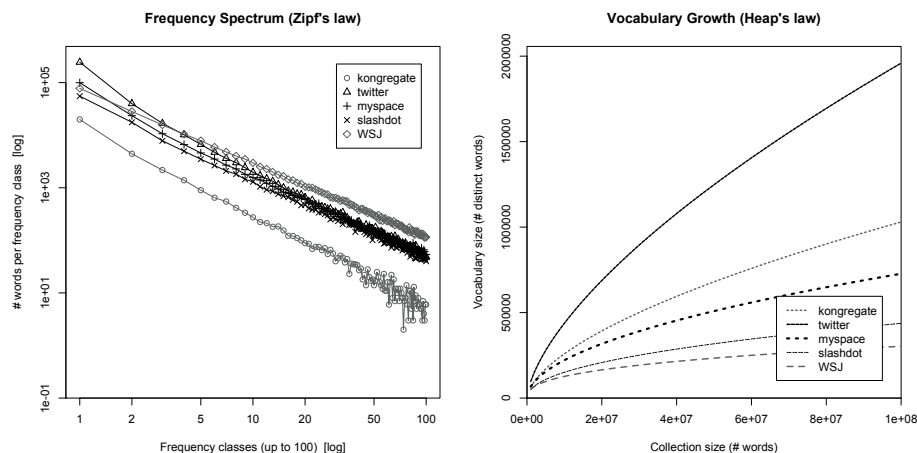 Frequency Spectrum (Zipf's law)
# words per frequency class [log]
1e+05
1e+03
1e+01
1e-01
kongregate
twitter
myspace
slashdot
WSJ
1 2 5 10 20 50 100
Frequency classes (up to 100) [log]
Vocabulary Growth (Heap's law)
Vocabulary size (# distinct words)
2000000
1500000
1000000
500000
0
kongregate
twitter
myspace
slashdot
WSJ
0e+00 2e+07 4e+07 6e+07 8e+07 1e+08
Collection size (# words)